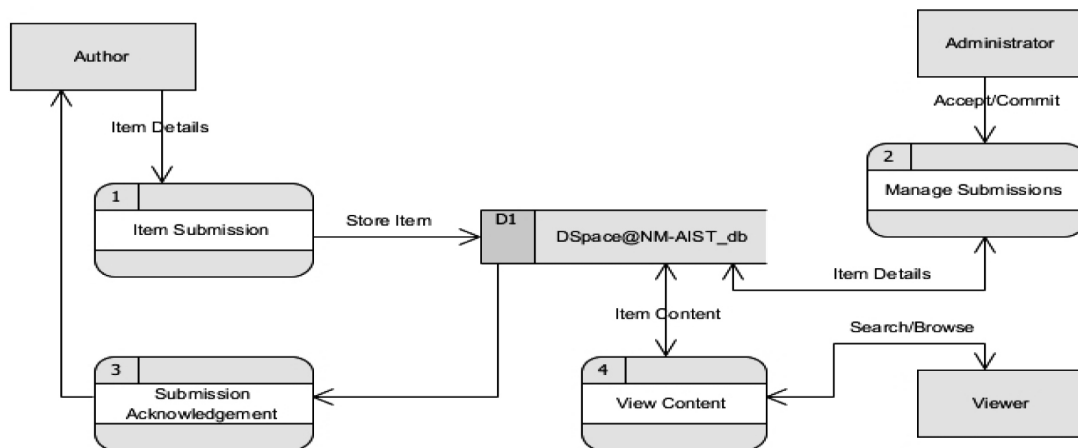 Author
Administrator
Item Details
Accept/Commit
1
Item Submission
2
Manage Submissions
Store Item
D1
DSpace@NM-AIST_db
Item Details
Item Content
Search/Browse
3
Submission
Acknowledgement
4
View Content
Viewer